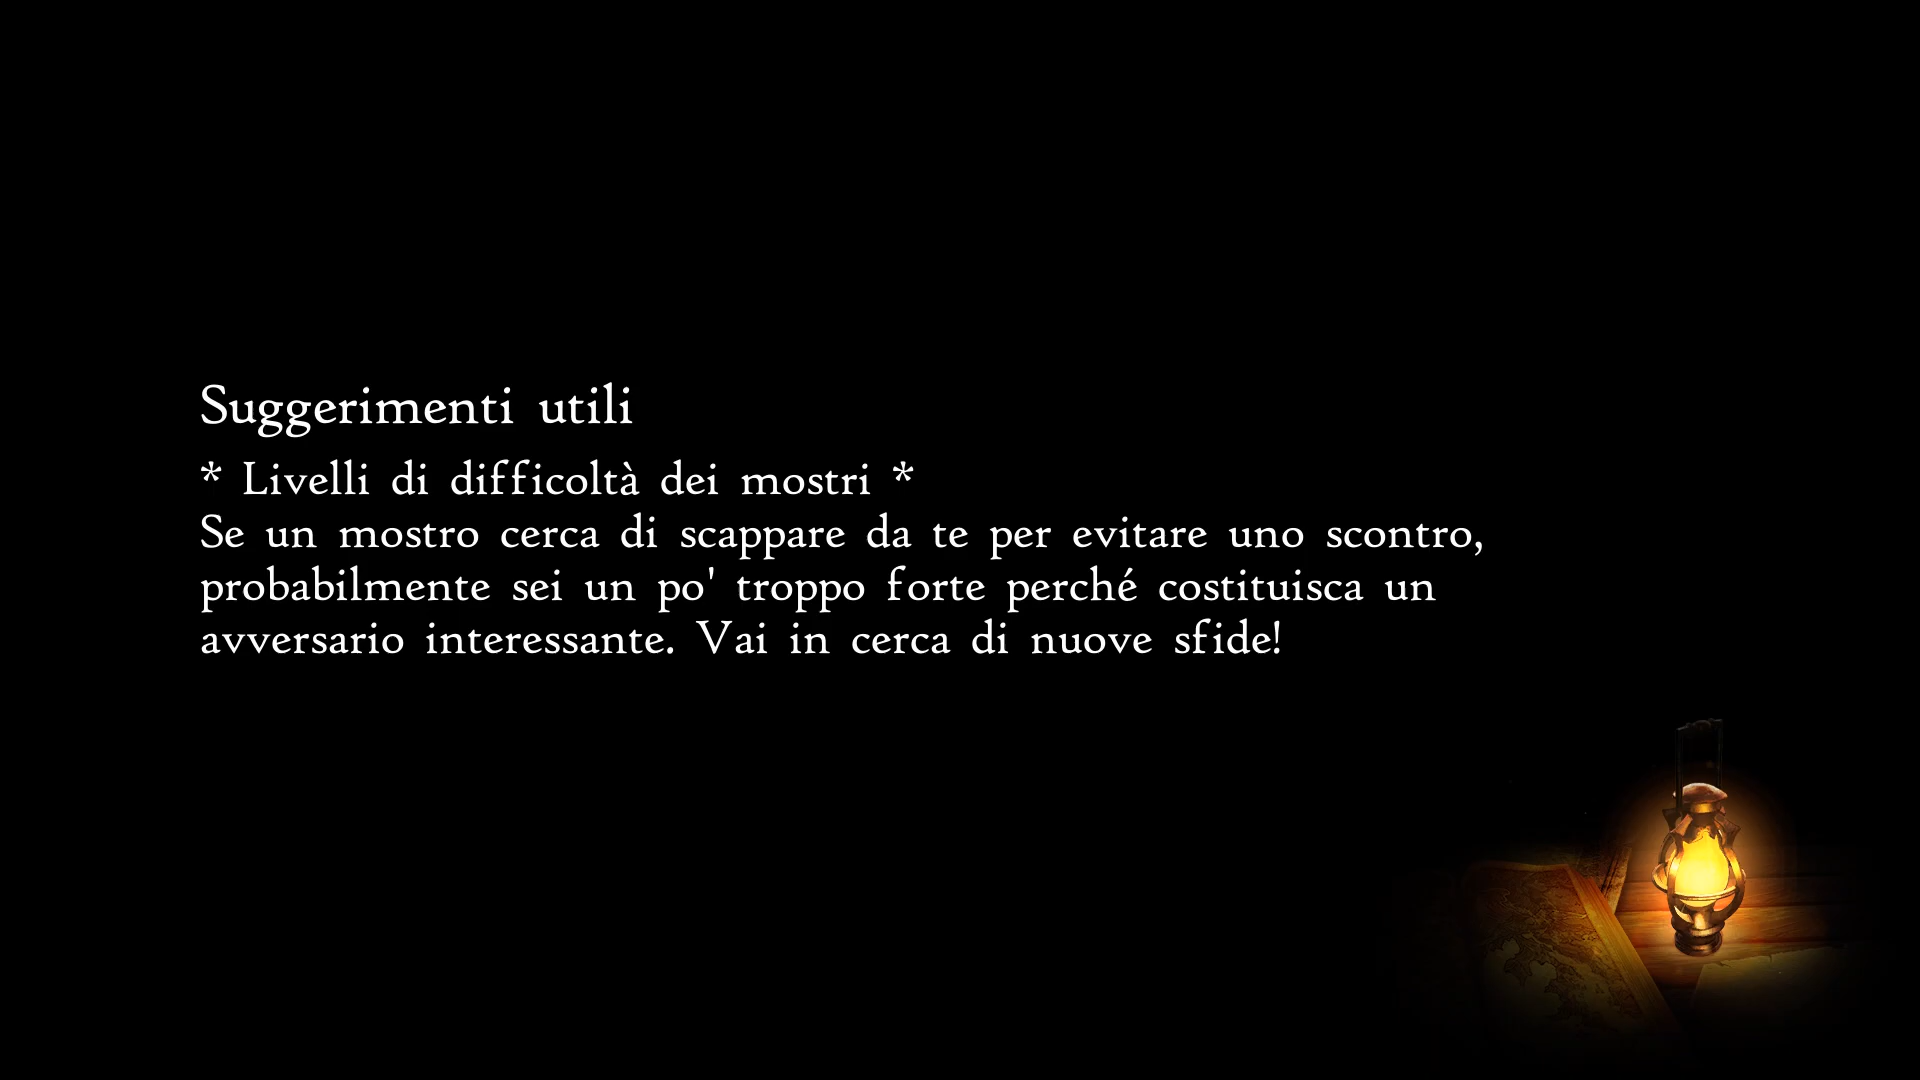 Suggerimenti utili
* Livelli di difficoltà dei mostri *
Se un mostro cerca di scappare da te per evitare uno scontro,
probabilmente sei un po' troppo forte perché costituisca un
avversario interessante. Vai in cerca di nuove sfide!